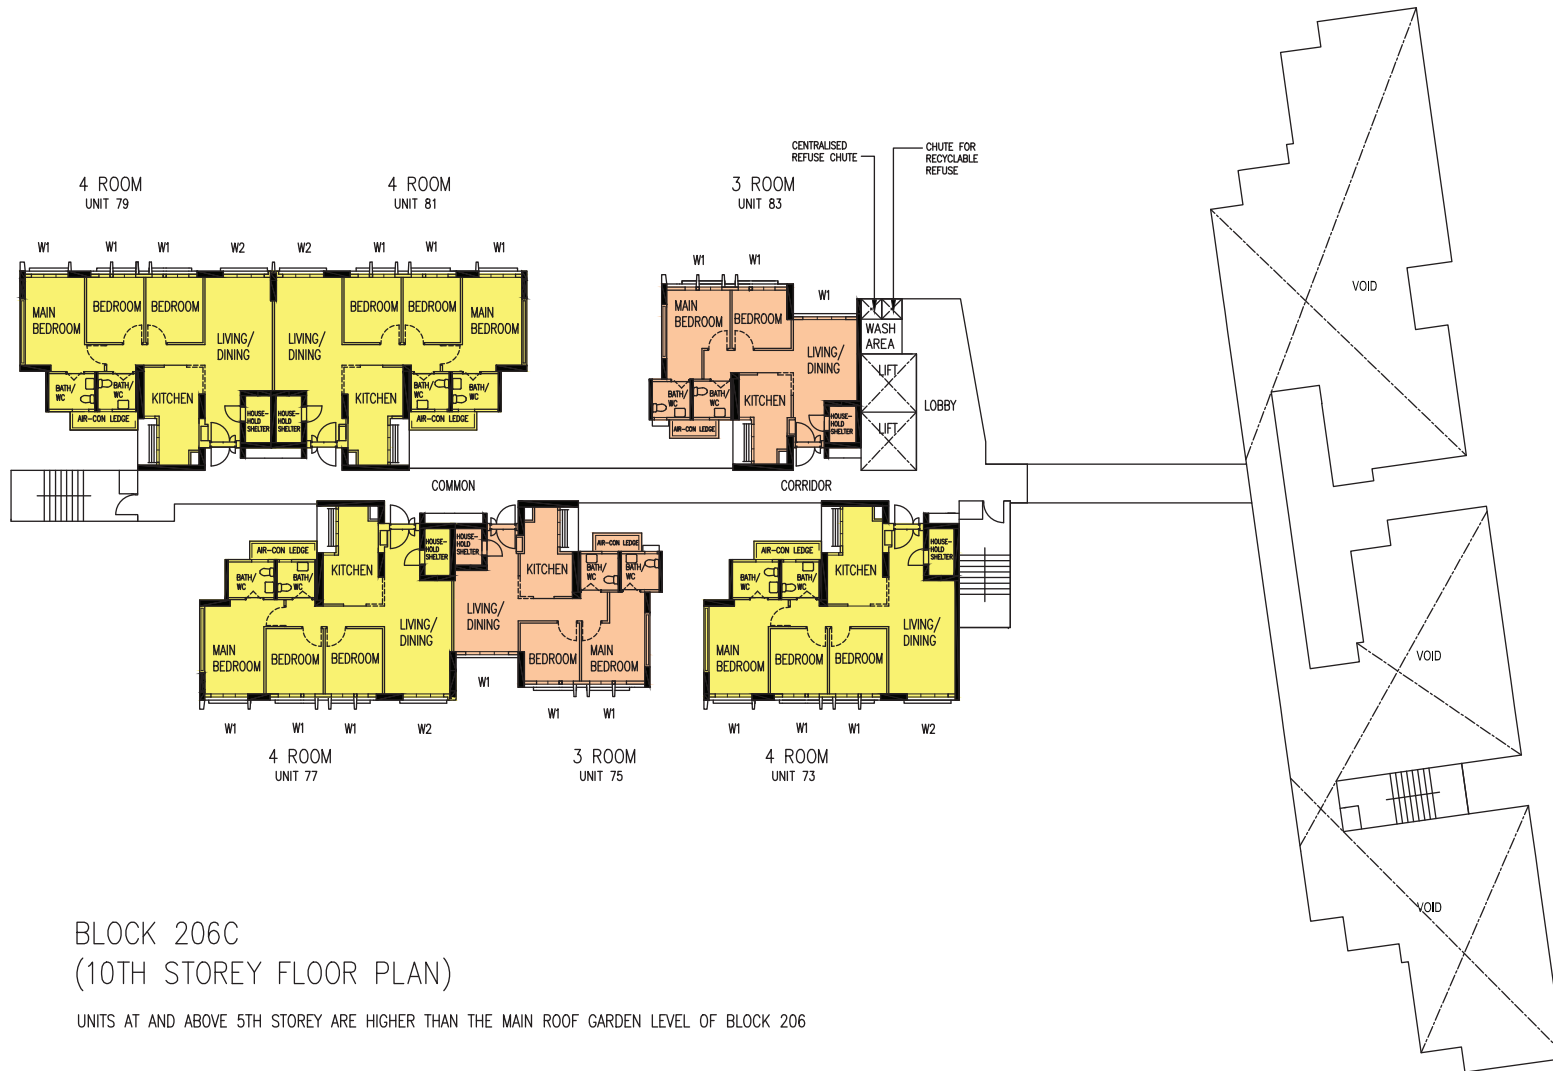 CENTRALISED
REFUSE CHUTE
CHUTE FOR
RECYCLABLE
REFUSE
4 ROOM
UNIT 79
4 ROOM
UNIT 81
3 ROOM
UNIT 83
W1
W1
W1
W2
W2
W1
W1
W1
W1
W1
W1
MAIN
BEDROOM
BEDROOM
BEDROOM
LIVING/
DINING
LIVING/
DINING
BEDROOM
BEDROOM
MAIN
BEDROOM
MAIN
BEDROOM
BEDROOM
LIVING/
DINING
WASH
AREA
LIFT
LIFT
LOBBY
VOID
BATH/
WC
BATH/
WC
KITCHEN
KITCHEN
BATH/
WC
BATH/
WC
BATH/
WC
BATH/
WC
KITCHEN
AIR-CON LEDGE
HOUSE-
HOLD
SHELTER
HOUSE-
HOLD
SHELTER
AIR-CON LEDGE
AIR-CON LEDGE
HOUSE-
HOLD
SHELTER
COMMON
CORRIDOR
AIR-CON LEDGE
HOUSE-
HOLD
SHELTER
HOUSE-
HOLD
SHELTER
AIR-CON LEDGE
AIR-CON LEDGE
HOUSE-
HOLD
SHELTER
BATH/
WC
BATH/
WC
KITCHEN
KITCHEN
BATH/
WC
BATH/
WC
BATH/
WC
BATH/
WC
KITCHEN
MAIN
BEDROOM
BEDROOM
BEDROOM
LIVING/
DINING
LIVING/
DINING
BEDROOM
MAIN
BEDROOM
MAIN
BEDROOM
BEDROOM
BEDROOM
LIVING/
DINING
VOID
W1
W1
W1
W1
W1
W1
W2
W1
W1
W1
W2
4 ROOM
UNIT 77
3 ROOM
UNIT 75
4 ROOM
UNIT 73
VOID
BLOCK 206C
(10TH STOREY FLOOR PLAN)
UNITS AT AND ABOVE 5TH STOREY ARE HIGHER THAN THE MAIN ROOF GARDEN LEVEL OF BLOCK 206